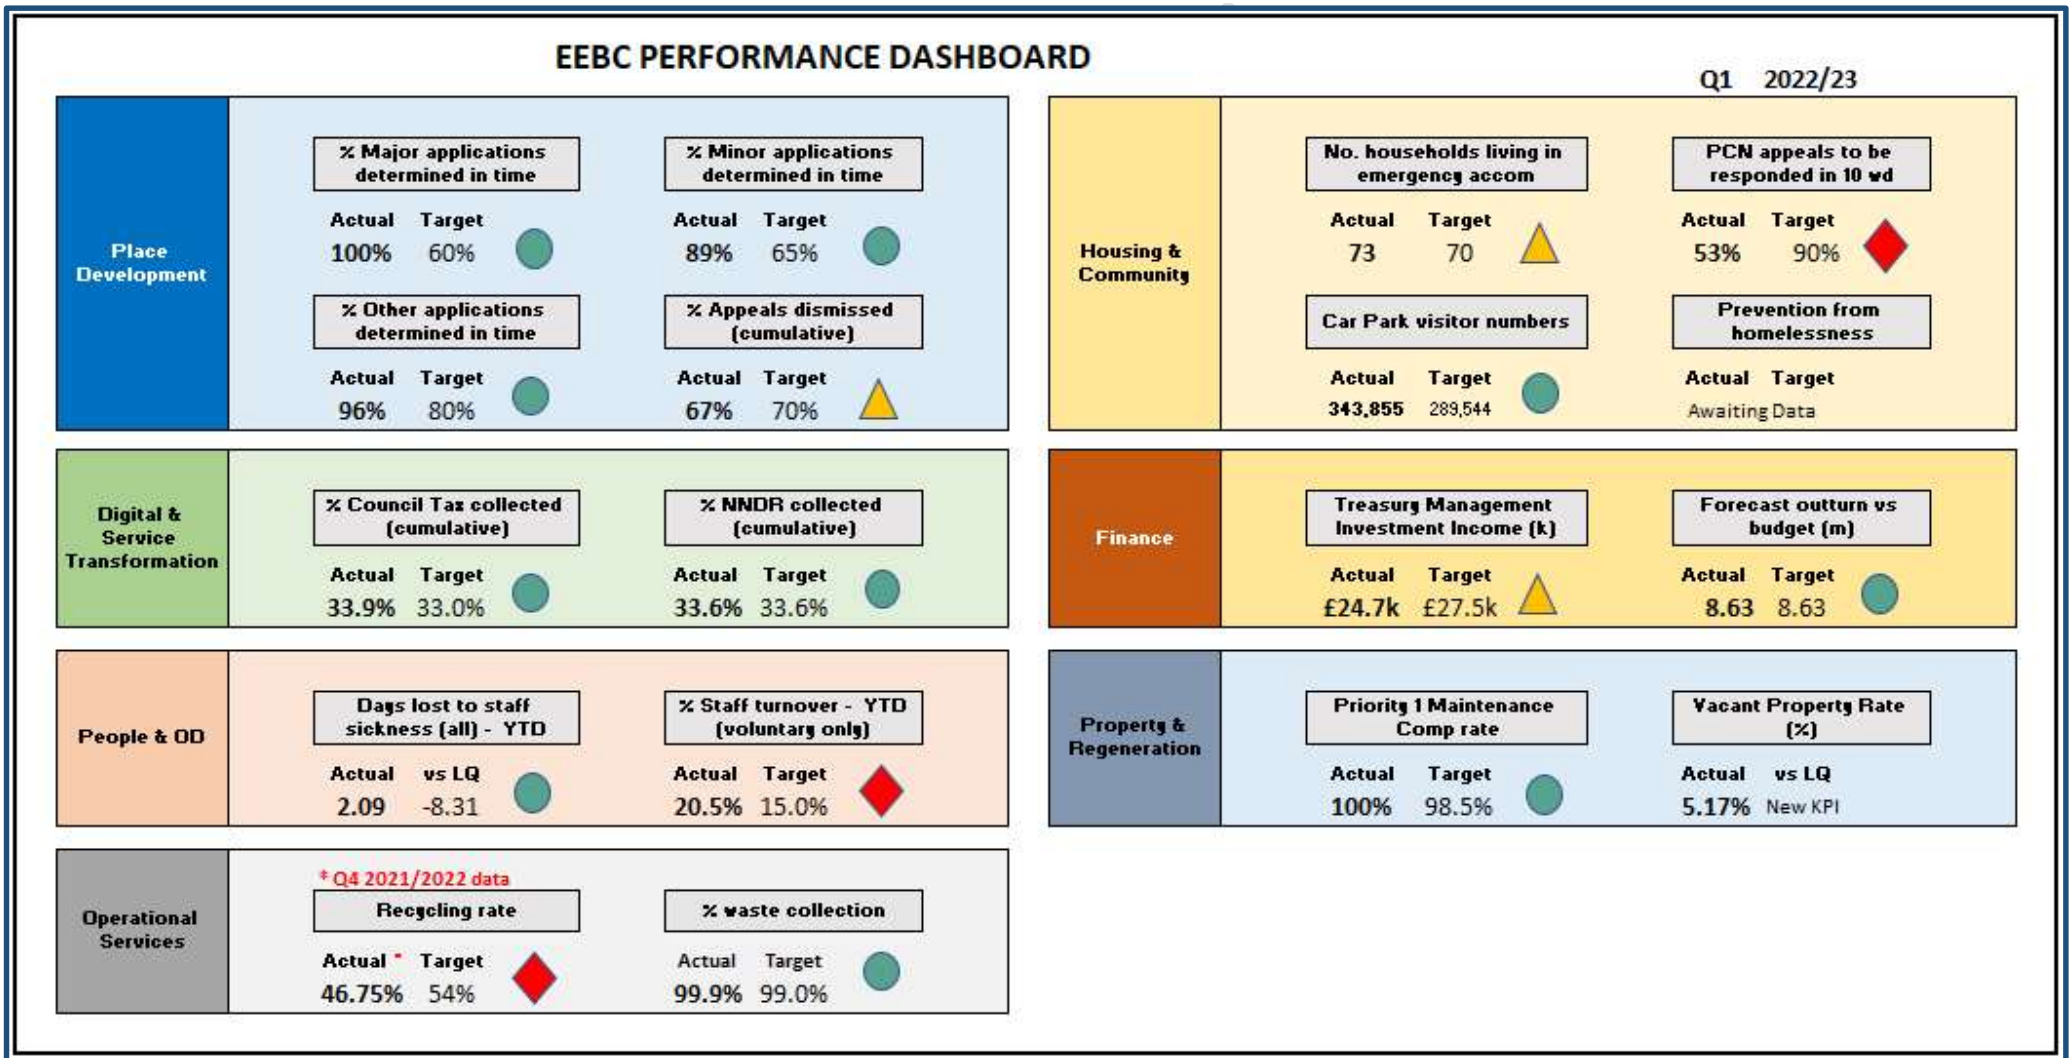 EEBC PERFORMANCE DASHBOARD
Q1 2022/23
Place
Development
% Major applications
determined in time
Actual Target
100% 60%
% Minor applications
determined in time
Actual Target
89% 65%
% Other applications
determined in time
Actual Target
96% 80%
% Appeals dismissed
(cumulative)
Actual Target
67% 70%
Housing &
Community
No. households living in
emergency accom
Actual Target
73 70
PCN appeals to be
responded in 10 wd
Actual Target
53% 90%
Car Park visitor numbers
Actual Target
343,855 289,544
Prevention from
homelessness
Actual Target
Awaiting Data
Digital &
Service
Transformation
% Council Tax collected
(cumulative)
Actual Target
33.9% 33.0%
% NNDR collected
(cumulative)
Actual Target
33.6% 33.6%
Finance
Treasury Management
Investment Income (k)
Actual Target
£24.7k £27.5k
Forecast outurn vs
budget (m)
Actual Target
8.63 8.63
People & OD
Days lost to staff
sickness (all) - YTD
Actual vs LQ
2.09 -8.31
% Staff turnover - YTD
(voluntary only)
Actual Target
20.5% 15.0%
Property &
Regeneration
Priority 1 Maintenance
Comp rate
Actual Target
100% 98.5%
Vacant Property Rate
(%)
Actual vs LQ
5.17% New KPI
Operational
Services
* Q4 2021/2022 data
Recycling rate
Actual * Target
46.75% 54%
% waste collection
Actual Target
99.9% 99.0%